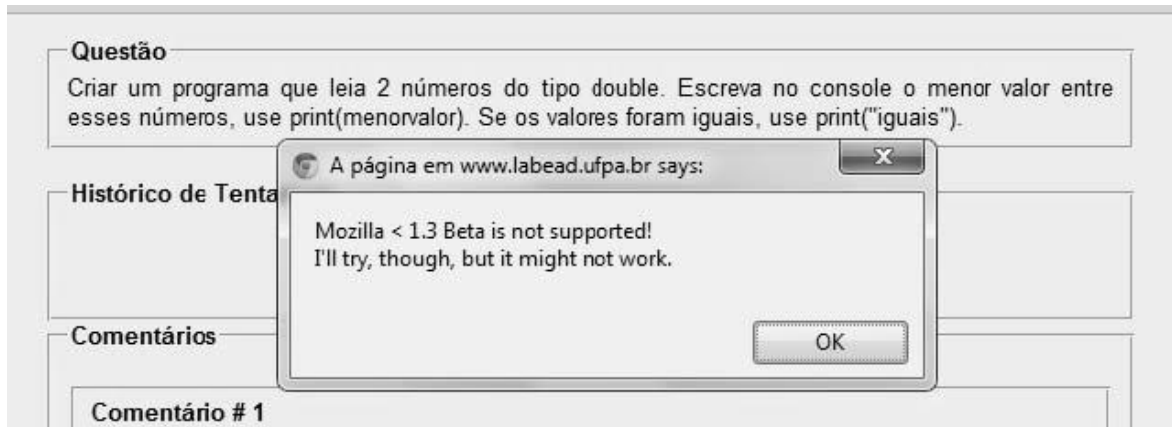 Questão
Criar um programa que leia 2 números do tipo double. Escreva no console o menor valor entre
esses números, use print(menorvalor). Se os valores foram iguais, use print("iguais").
A página em www.labead.ufpa.br says:
Histórico de Tenta
Mozilla < 1.3 Beta is not supported!
I'll try, though, but it might not work.
OK
Comentários
Comentário # 1